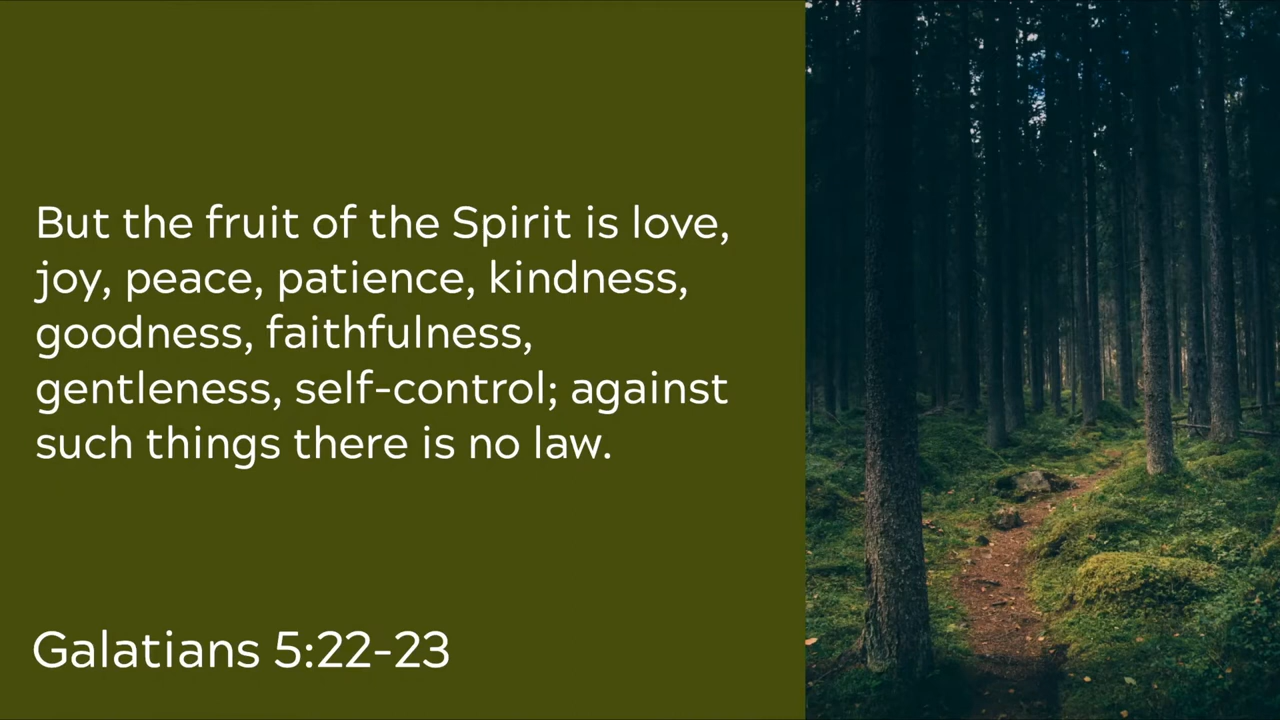 But the fruit of the Spirit is love,
joy, peace, patience, kindness,
goodness, faithfulness,
gentleness, self-control; against
such things there is no law.
Galatians 5:22-23